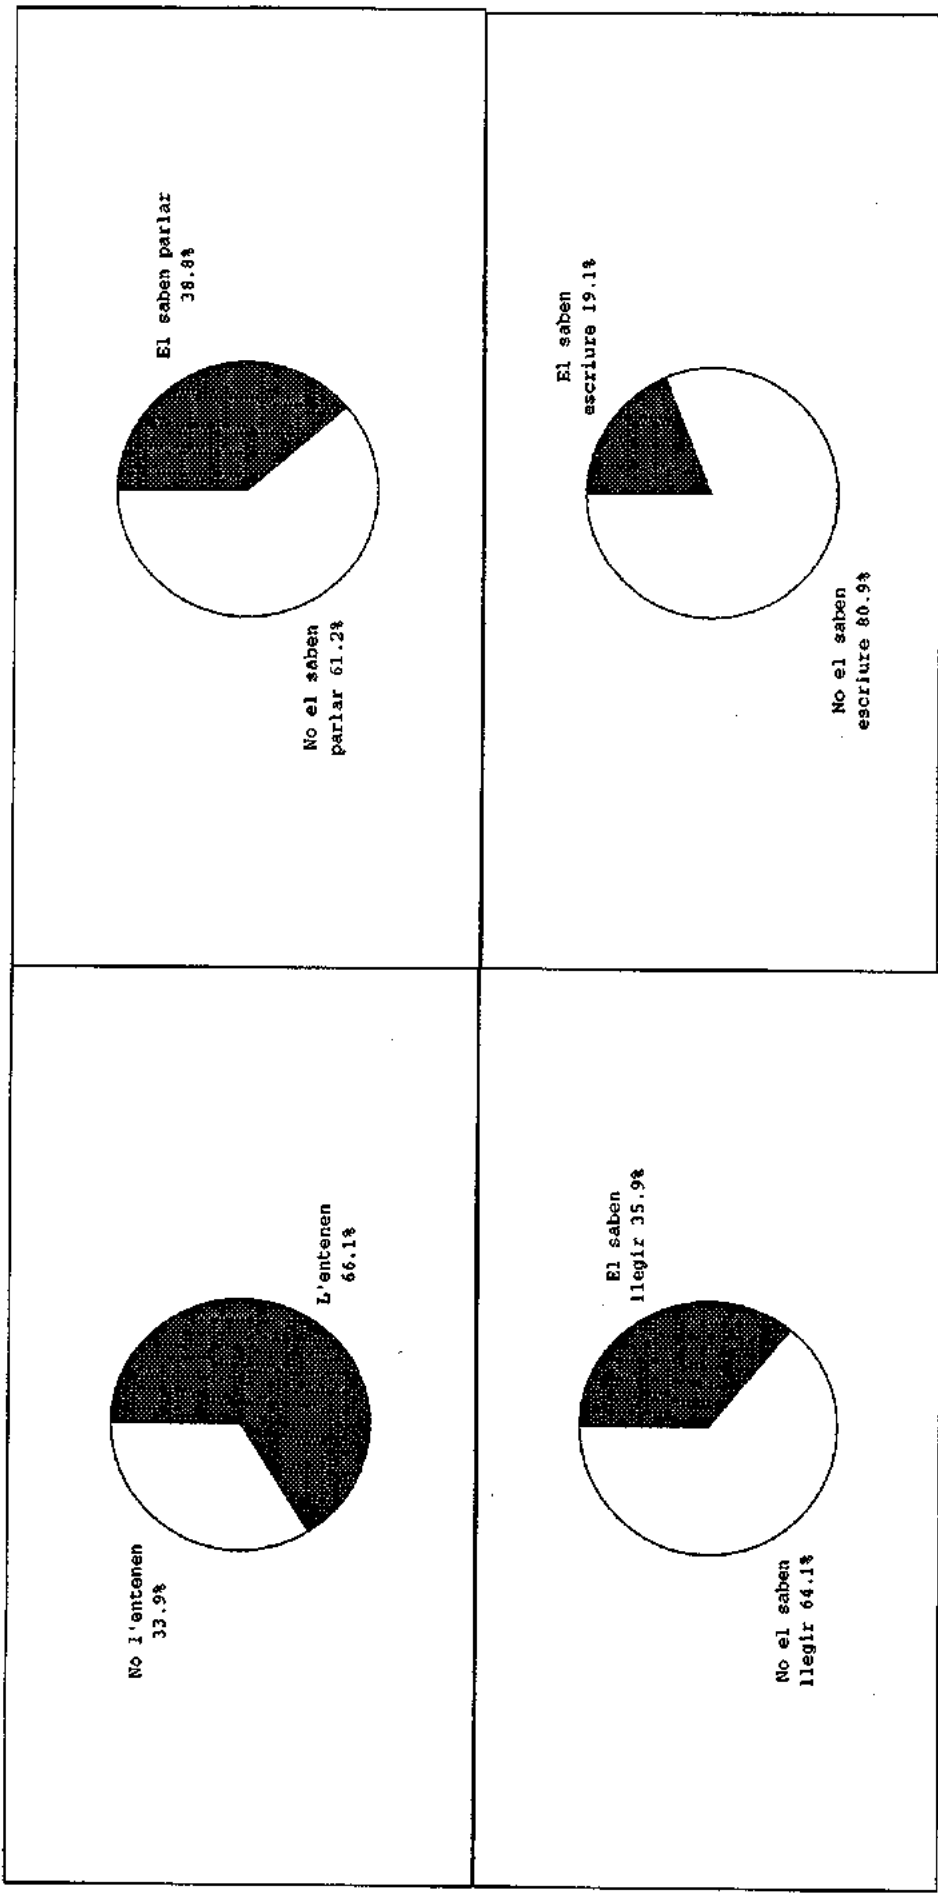 No l'entenen
33.9%
L'entenen
66.1%
El saben parlar
38.8%
No el saben
parlar 61.2%
El saben
llegir 35.9%
No el saben
llegir 64.1%
El saben
escriure 19.1%
No el saben
escriure 80.9%